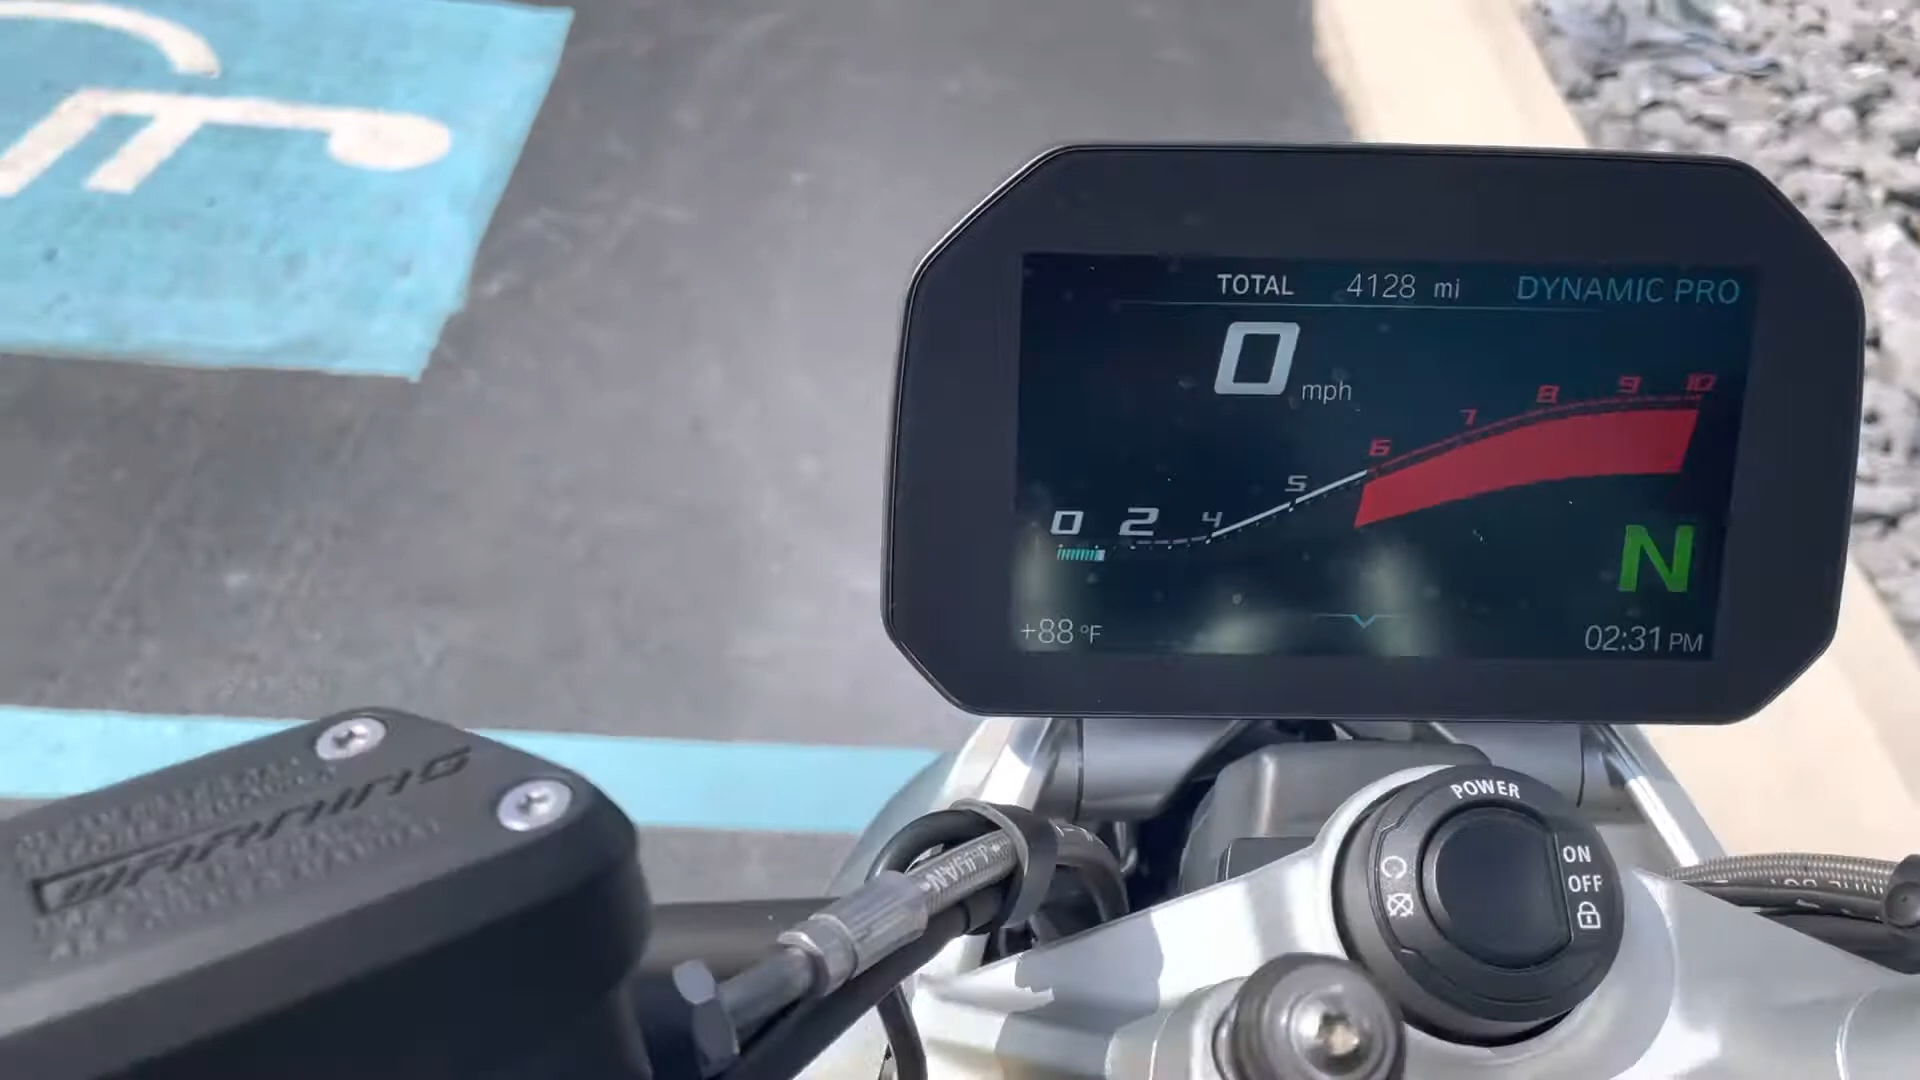 TOTAL 4128 mi DYNAMIC PRO
0 mph
0 2 4 5 6 7 8 9 10
N
+88 °F 02:31 PM
WARNING
POWER
ON
OFF